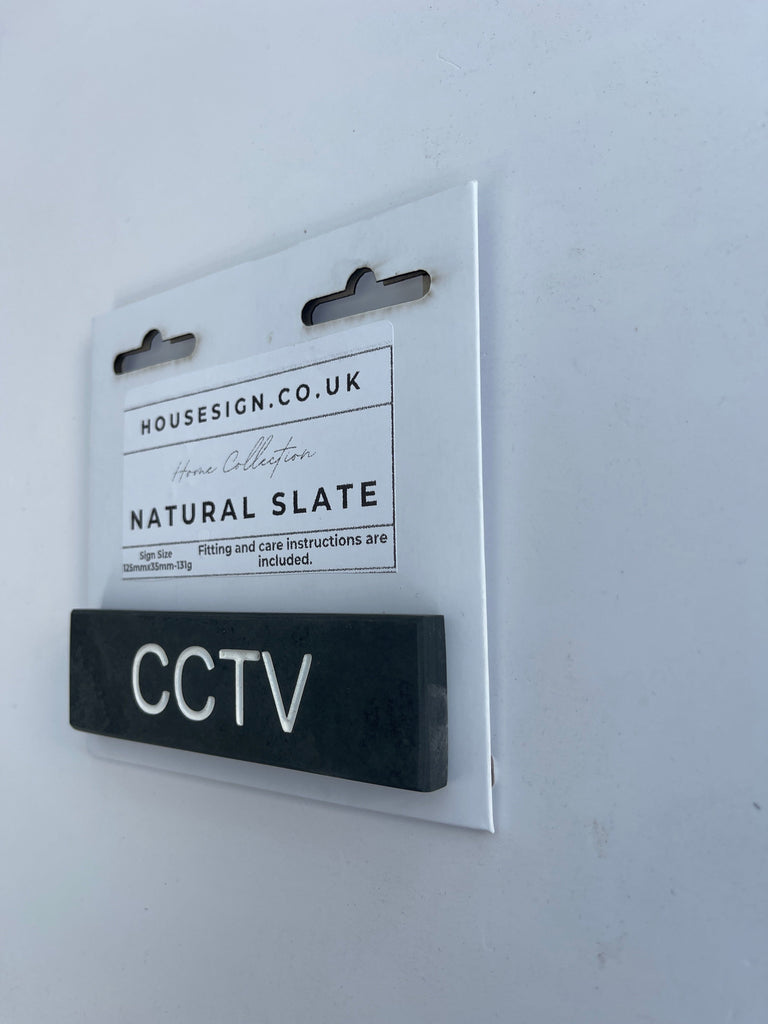 HOUSESIGN.CO.UK
Home Collection
NATURAL SLATE
Sign Size
125mmx35mm-131g
Fitting and care instructions are
included.
CCTV